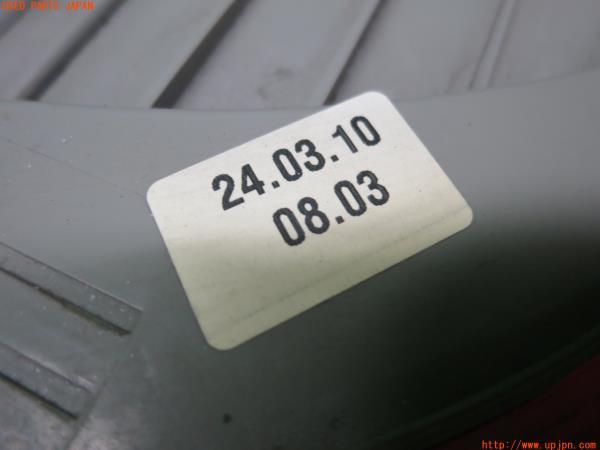 USED PARTS JAPAN
24.03.10
08.03
http://www.upjpn.com/